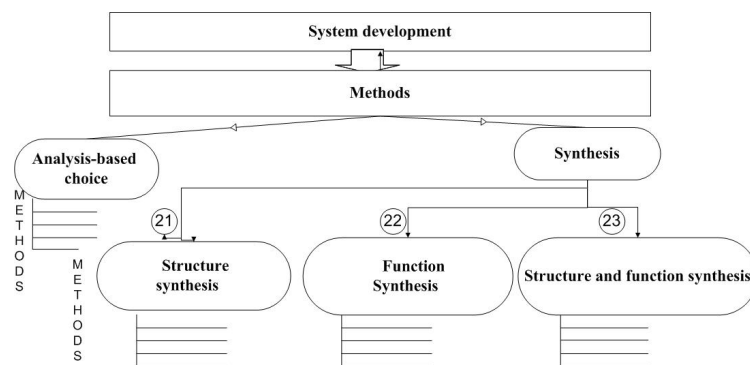 System development
Methods
Analysis-based
choice
Synthesis
METHODS
21
22
23
Structure
synthesis
Function
Synthesis
Structure and function synthesis
METHODS